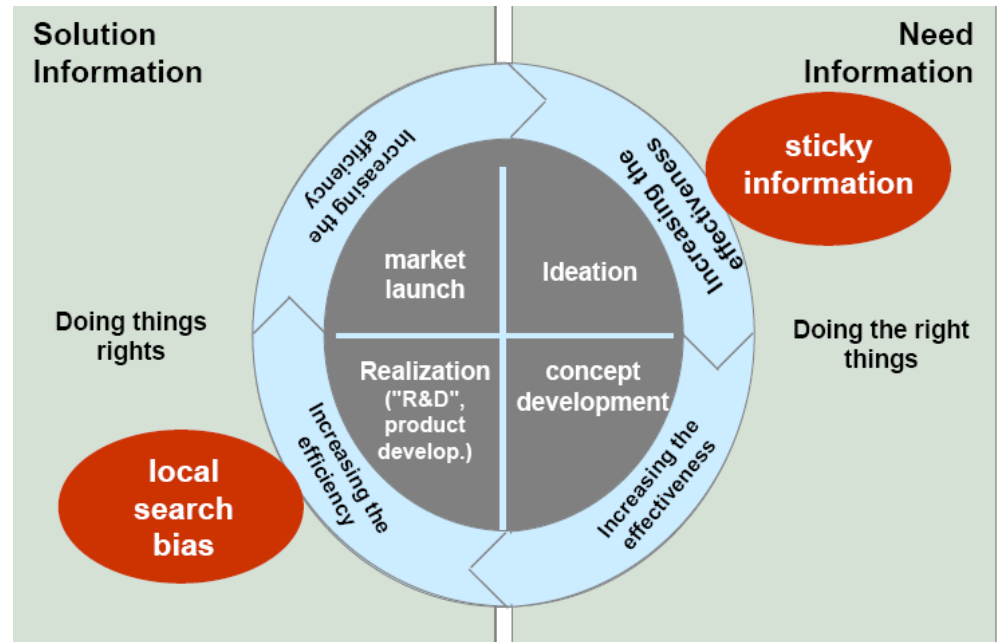 Solution
Information
Need
Information
sticky
information
Increasing the
efficiency
Increasing the
effectiveness
market
launch
Ideation
Doing things
rights
Doing the right
things
Realization
("R&D",
product
develop.)
concept
development
local
search
bias
Increasing the
efficiency
Increasing the
effectiveness